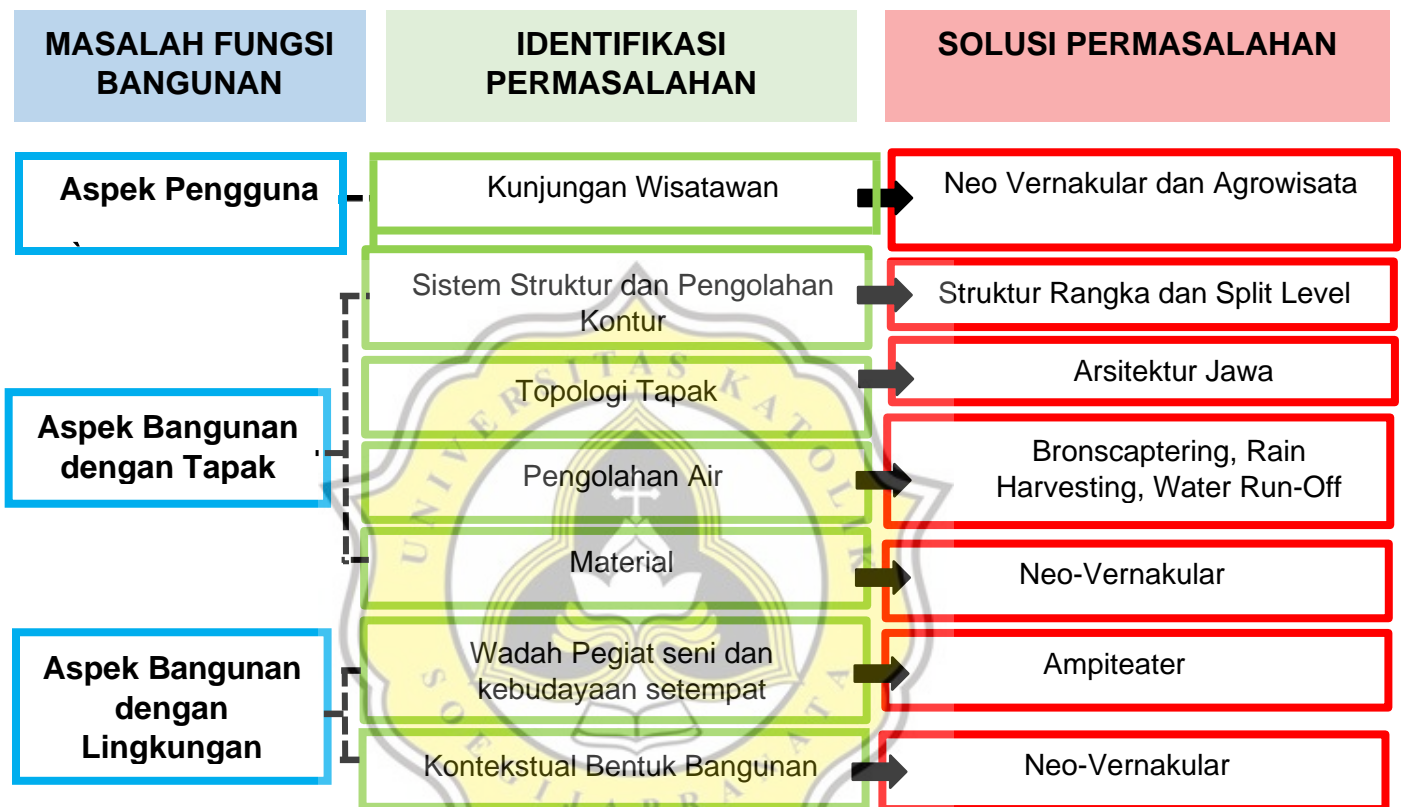 MASALAH FUNGSI
BANGUNAN
IDENTIFIKASI
PERMASALAHAN
SOLUSI PERMASALAHAN
Aspek Pengguna
`
Kunjungan Wisatawan
Neo Vernakular dan Agrowisata
Aspek Bangunan
dengan Tapak
Sistem Struktur dan Pengolahan
Kontur
Struktur Rangka dan Split Level
Topologi Tapak
Arsitektur Jawa
Pengolahan Air
Bronscaptering, Rain
Harvesting, Water Run-Off
Material
Neo-Vernakular
Aspek Bangunan
dengan
Lingkungan
Wadah Pegiat seni dan
kebudayaan setempat
Ampiteater
Kontekstual Bentuk Bangunan
Neo-Vernakular
UNIVERSITAS KATOLIK
SOEGIJAPRANATA